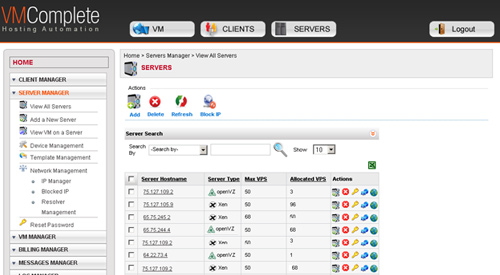 VMComplete
Hosting Automation
VM
CLIENTS
SERVERS
Logout
HOME
CLIENT MANAGER
SERVER MANAGER
View All Servers
Add a New Server
View VM on a Server
Device Management
Template Management
Network Management
IP Manager
Blocked IP
Resolver
Management
Reset Password
VM MANAGER
BILLING MANAGER
MESSAGES MANAGER
Home > Servers Manager > View All Servers
SERVERS
Actions
Add Delete Refresh Block IP
Server Search
Search By -Search by- Show 10
Server Hostname Server Type Max VPS Allocated VPS Actions
75.127.109.2 openVZ 50 3
75.127.105.9 Xen 50 96
65.75.245.2 Xen 68 50
65.75.244.4 openVZ 50 68
75.127.109.2 Xen 50 3
64.22.73.4 openVZ 50 1
75.127.109.2 Xen 50 68